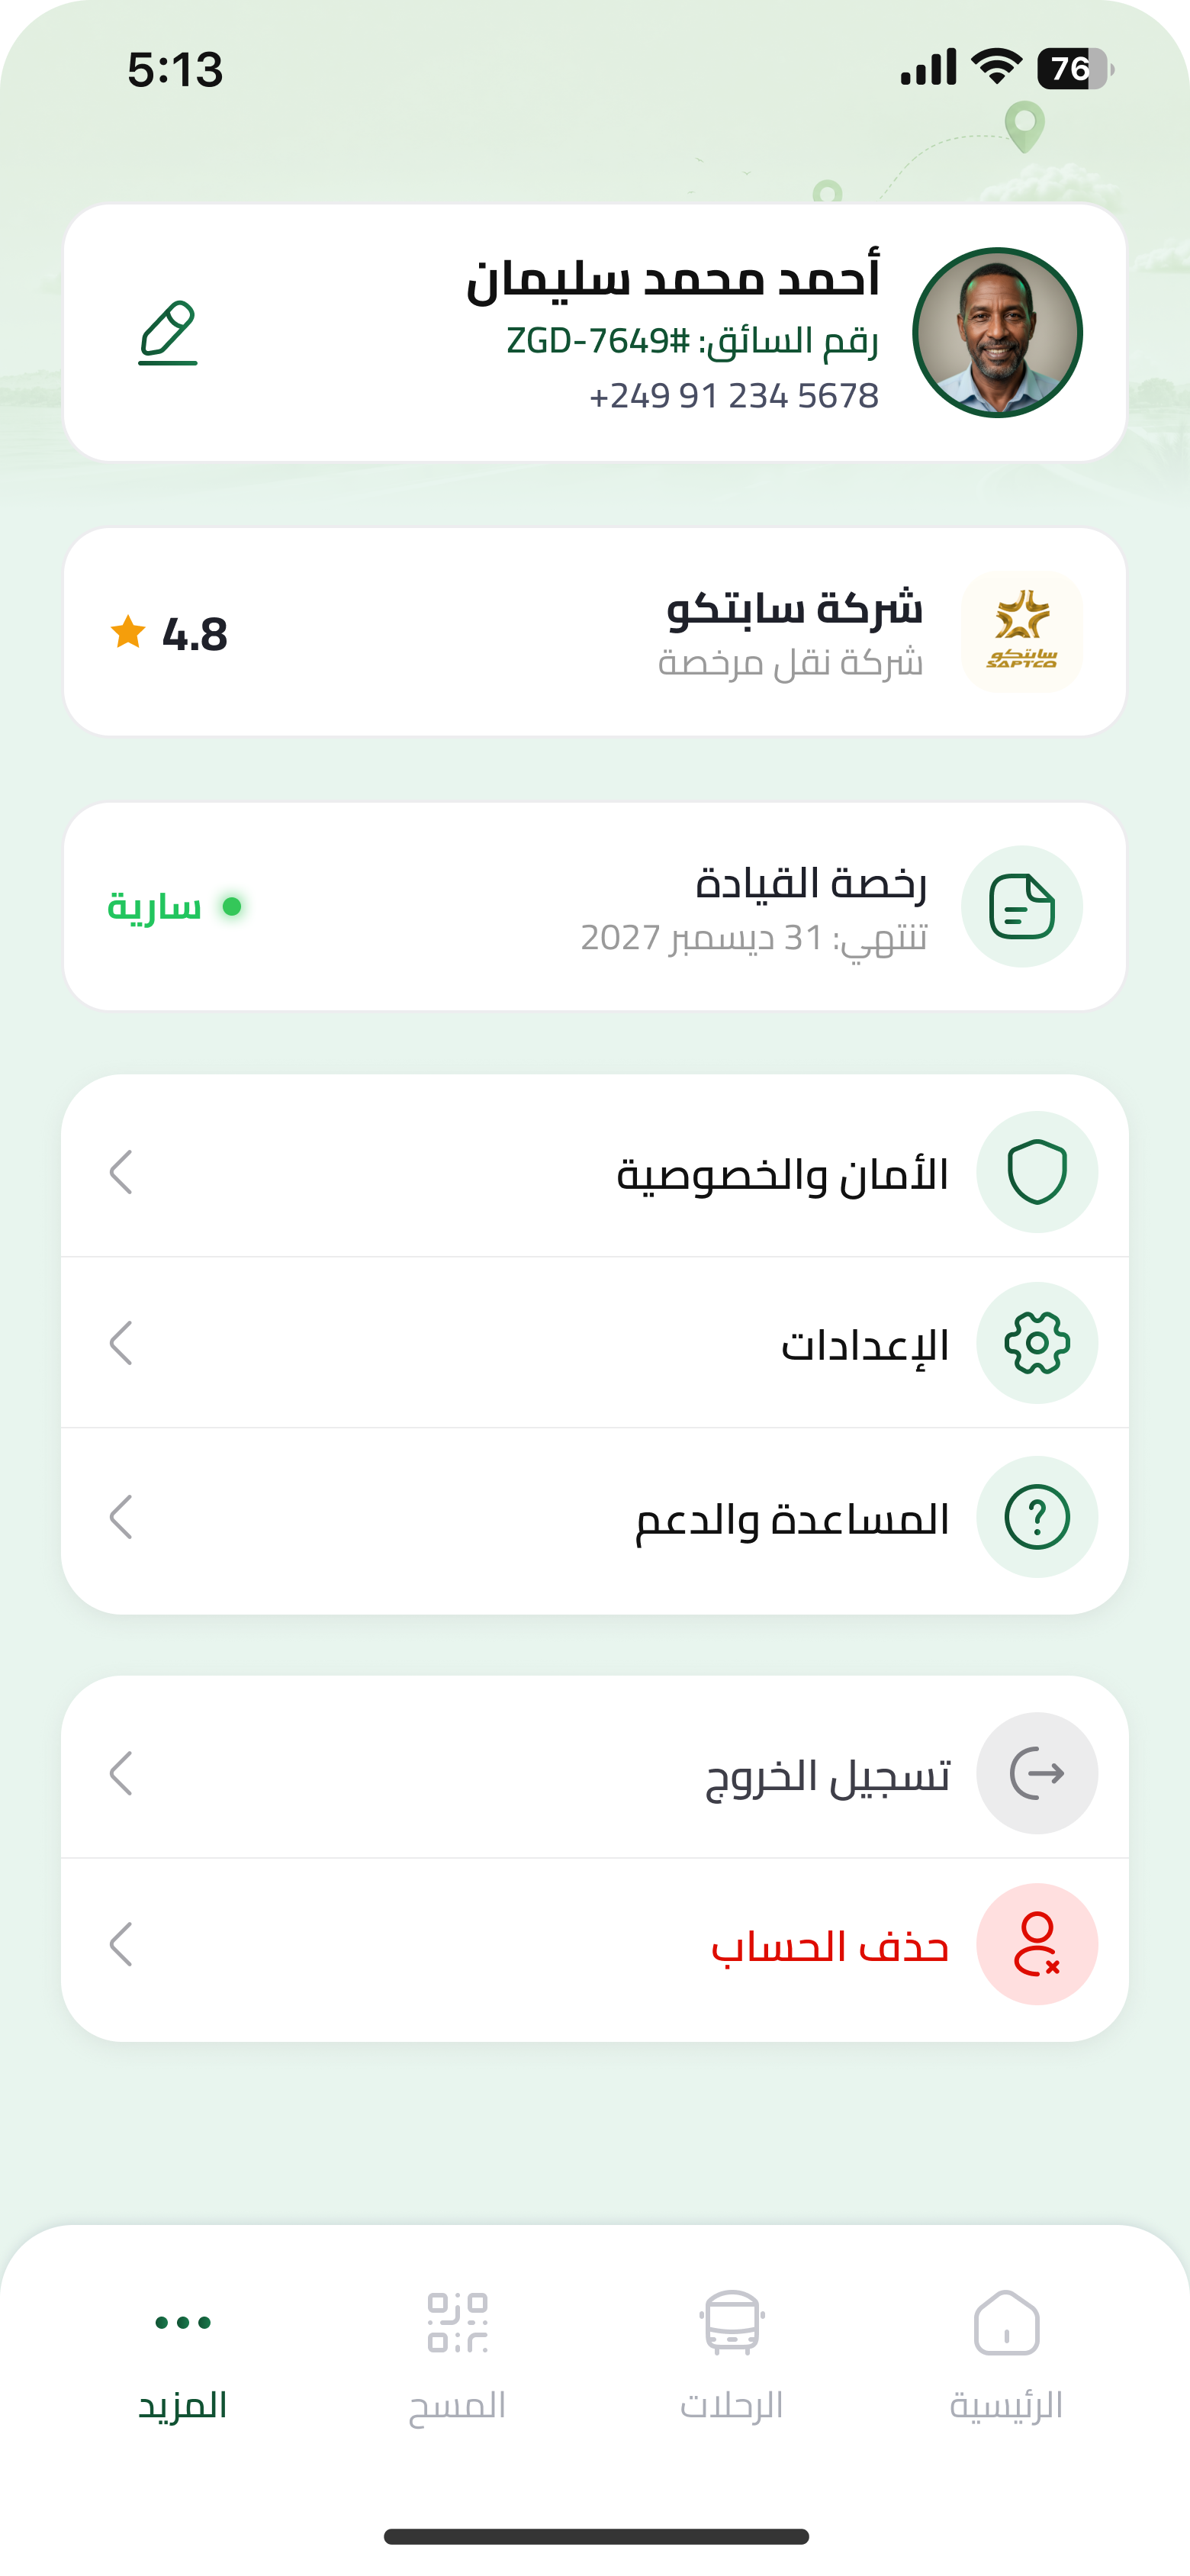 5:13
76
أحمد محمد سليمان
رقم السائق: #ZGD-7649
+249 91 234 5678
سابتكو
SAPTCO
شركة سابتكو
شركة نقل مرخصة
4.8
رخصة القيادة
تنتهي: 31 ديسمبر 2027
سارية
الأمان والخصوصية
الإعدادات
المساعدة والدعم
تسجيل الخروج
حذف الحساب
الرئيسية
الرحلات
المسح
المزيد